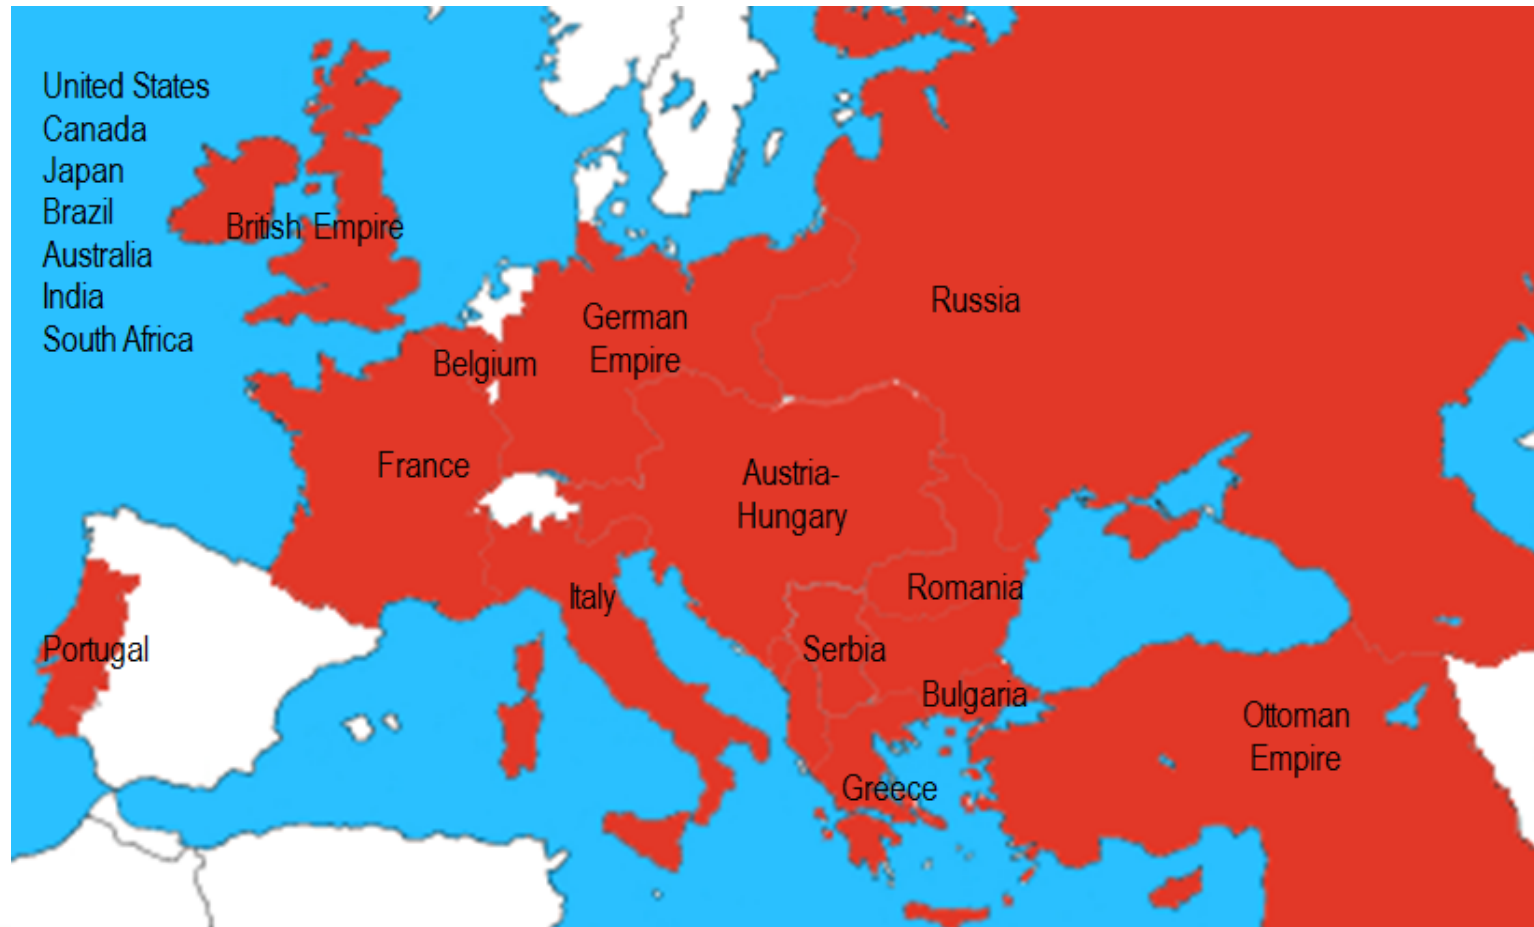 United States
Canada
Japan
Brazil
Australia
India
South Africa
British Empire
German
Empire
Russia
Belgium
France
Austria-
Hungary
Romania
Italy
Portugal
Serbia
Bulgaria
Ottoman
Empire
Greece